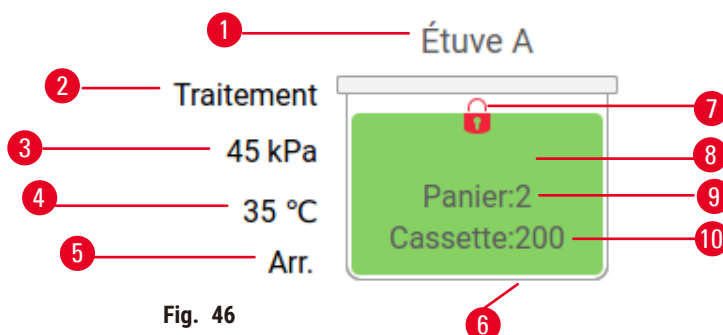 1
Étuve A
2
Traitement
7
3
45 kPa
8
4
35 °C
Panier:2
9
5
Arr.
Cassette:200
10
Fig. 46
6